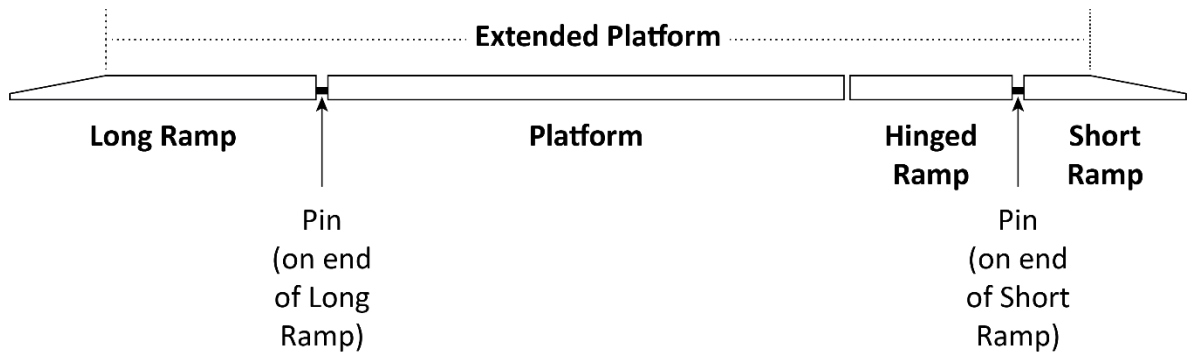 Extended Platform
Long Ramp
Platform
Hinged
Ramp
Short
Ramp
Pin
(on end
of Long
Ramp)
Pin
(on end
of Short
Ramp)